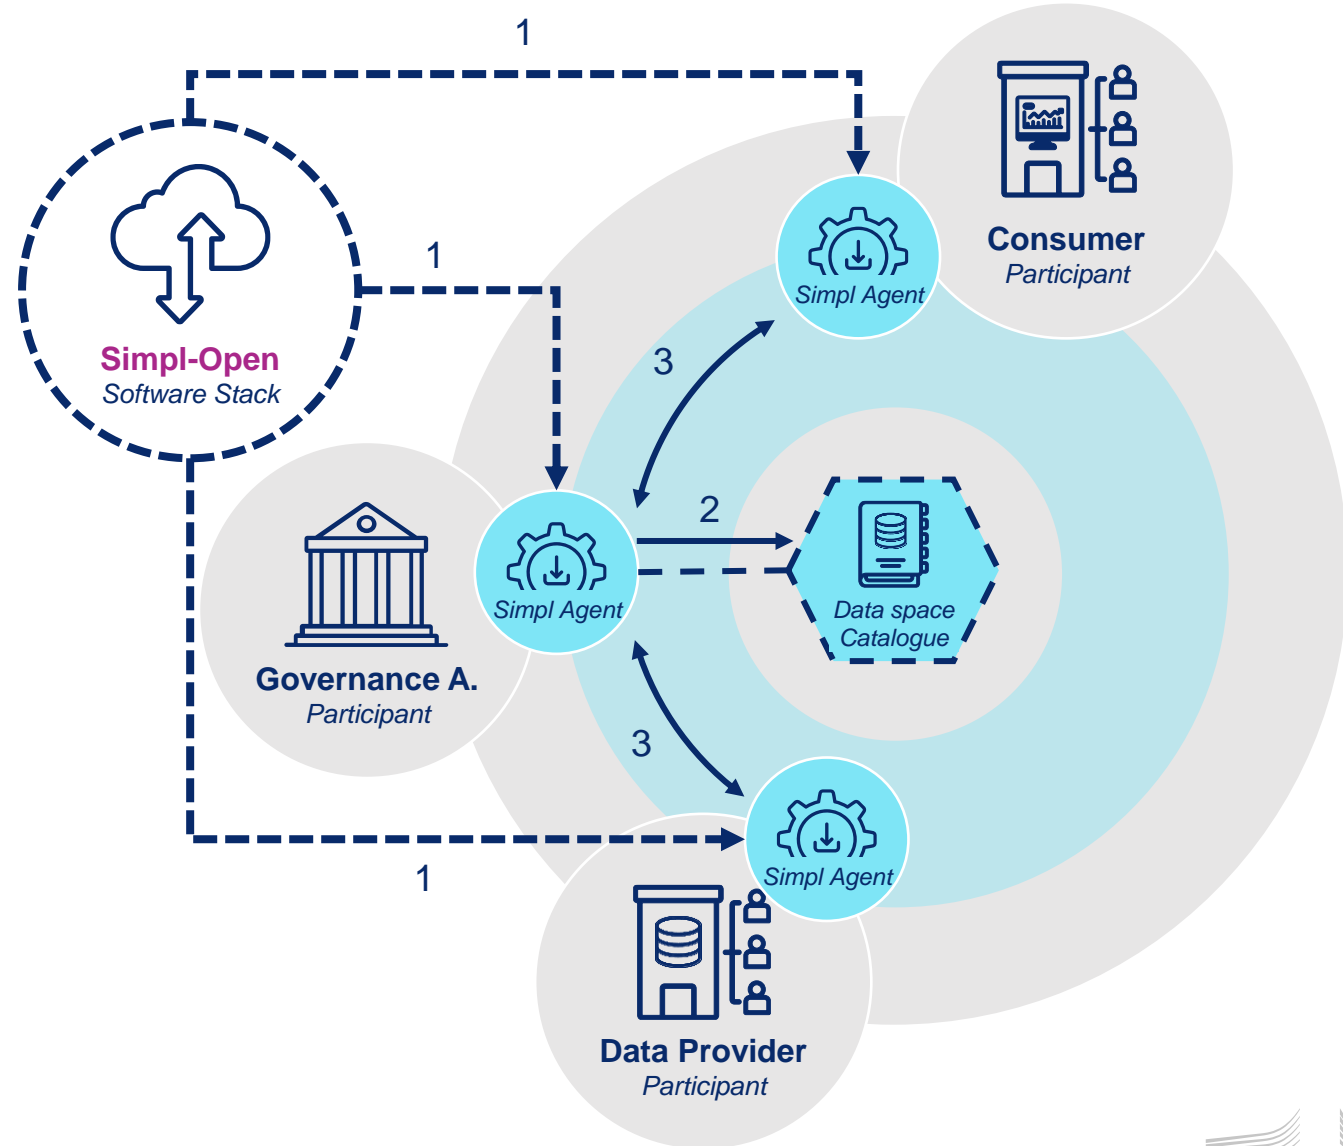 1
Consumer
Participant
Simpl Agent
1
Simpl-Open
Software Stack
3
2
Simpl Agent
Data space
Catalogue
Governance A.
Participant
3
Simpl Agent
1
Data Provider
Participant